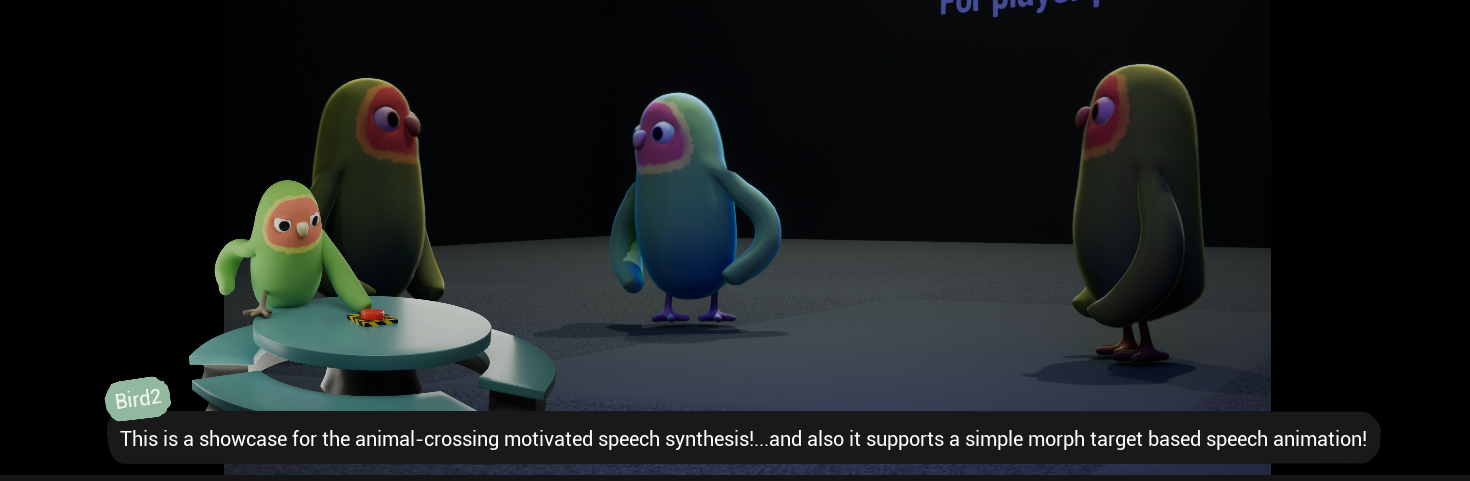 For player
Bird2
This is a showcase for the animal-crossing motivated speech synthesis!...and also it supports a simple morph target based speech animation!